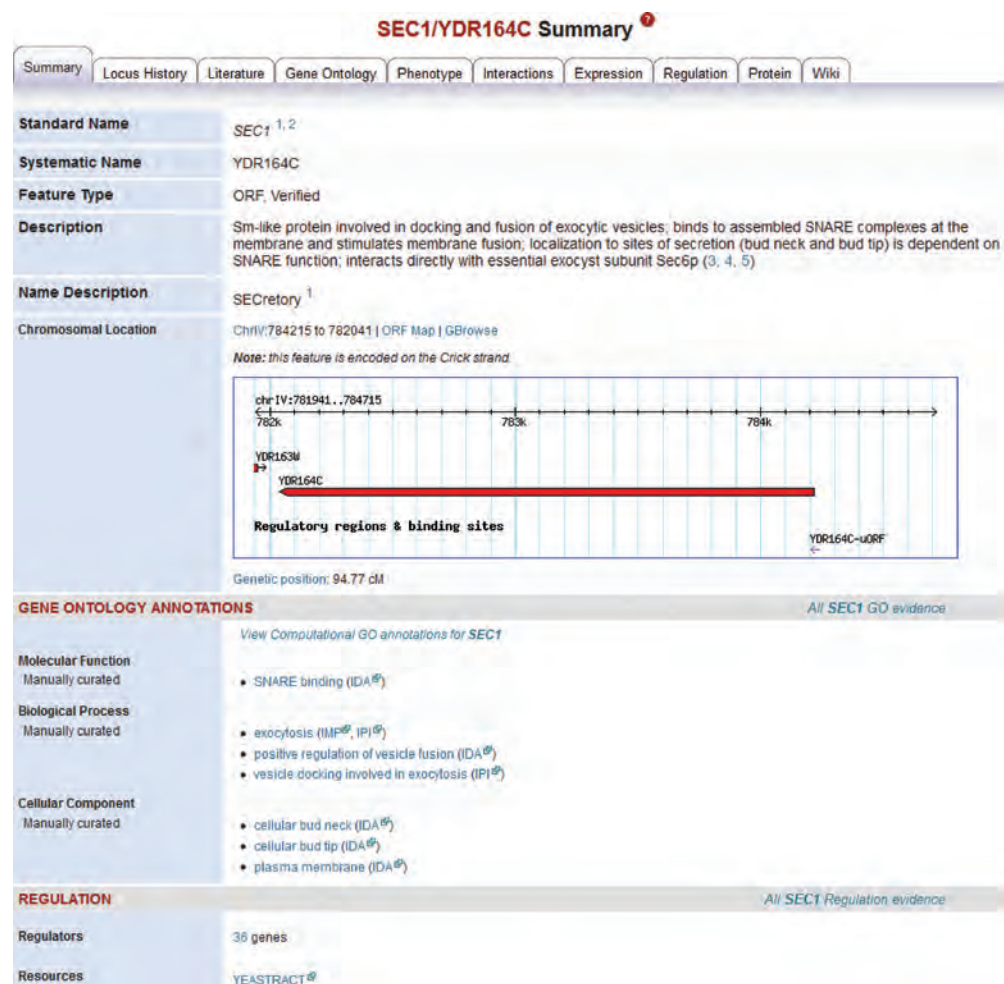 SEC1/YDR164C Summary ?
Summary Locus History Literature Gene Ontology Phenotype Interactions Expression Regulation Protein Wiki
Standard Name SEC1 1, 2
Systematic Name YDR164C
Feature Type ORF, Verified
Description Sm-like protein involved in docking and fusion of exocytic vesicles; binds to assembled SNARE complexes at the
membrane and stimulates membrane fusion; localization to sites of secretion (bud neck and bud tip) is dependent on
SNARE function; interacts directly with essential exocyst subunit Sec6p (3, 4, 5)
Name Description SECretory 1
Chromosomal Location ChrIV:784215 to 782041 | ORF Map | GBrowse
Note: this feature is encoded on the Crick strand.
chrIV:781941..784715
782k 783k 784k
YDR163W
YDR164C
Regulatory regions & binding sites
YDR164C-uORF
Genetic position: 94.77 cM
GENE ONTOLOGY ANNOTATIONS All SEC1 GO evidence
View Computational GO annotations for SEC1
Molecular Function
Manually curated • SNARE binding (IDA)
Biological Process
Manually curated • exocytosis (IMP, IPI)
• positive regulation of vesicle fusion (IDA)
• vesicle docking involved in exocytosis (IPI)
Cellular Component
Manually curated • cellular bud neck (IDA)
• cellular bud tip (IDA)
• plasma membrane (IDA)
REGULATION All SEC1 Regulation evidence
Regulators 36 genes
Resources YEASTRACT